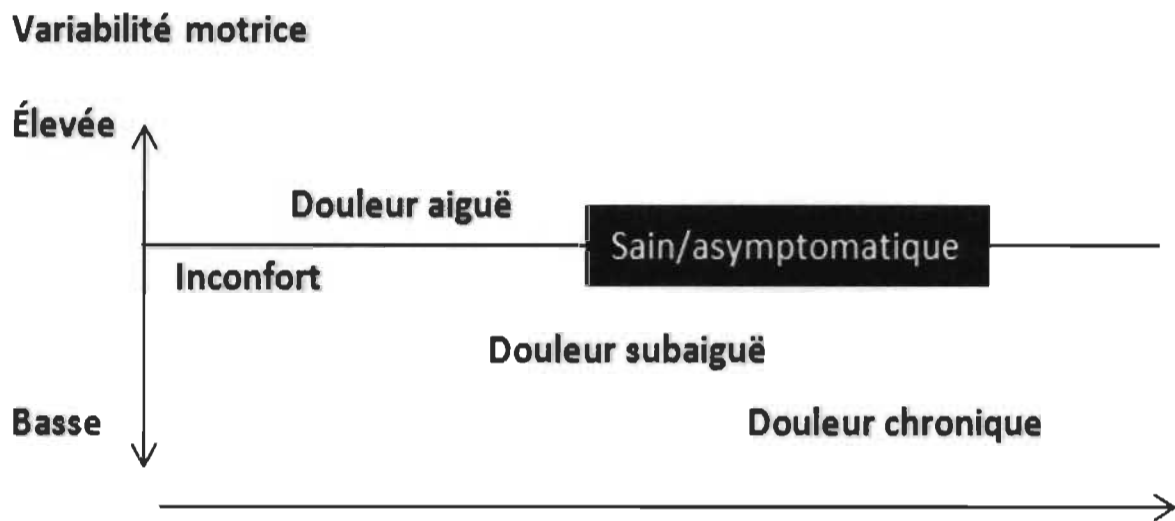 Variabilité motrice
Élevée
Douleur aiguë
Sain/asymptomatique
Inconfort
Douleur subaiguë
Basse
Douleur chronique